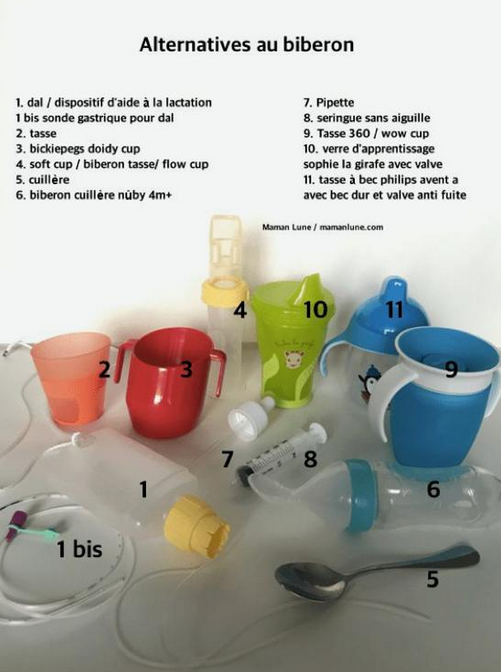 Alternatives au biberon
1. dal / dispositif d'aide à la lactation
1 bis sonde gastrique pour dal
2. tasse
3. bickiepegs doidy cup
4. soft cup / biberon tasse/ flow cup
5. cuillère
6. biberon cuillère nûby 4m+
7. Pipette
8. seringue sans aiguille
9. Tasse 360 / wow cup
10. verre d'apprentissage
sophie la girafe avec valve
11. tasse à bec philips avent a
avec bec dur et valve anti fuite
Maman Lune / mamanlune.com
4
10
11
2
3
9
7
8
1
6
1 bis
5